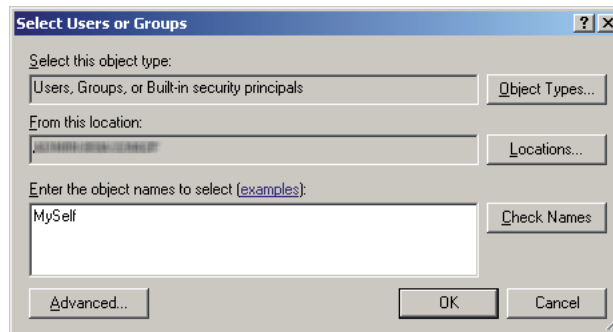 Select Users or Groups
Select this object type:
Users, Groups, or Built-in security principals
Object Types...
From this location:
Locations...
Enter the object names to select (examples):
MySelf
Check Names
Advanced...
OK
Cancel